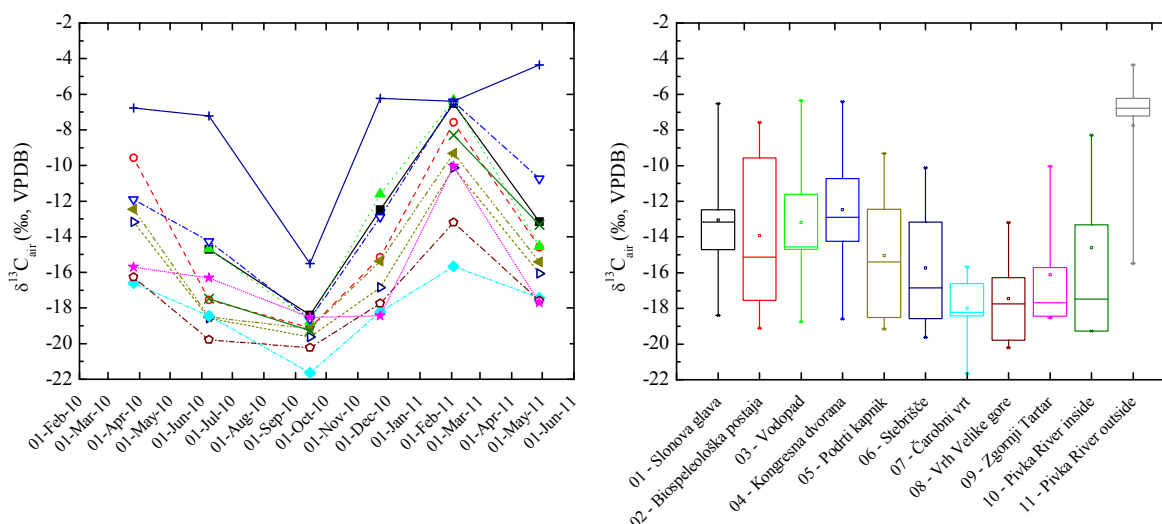 δ¹³C_air (‰, VPDB)
-2
-4
-6
-8
-10
-12
-14
-16
-18
-20
-22
01-Feb-10
01-Mar-10
01-Apr-10
01-May-10
01-Jun-10
01-Jul-10
01-Aug-10
01-Sep-10
01-Oct-10
01-Nov-10
01-Dec-10
01-Jan-11
01-Feb-11
01-Mar-11
01-Apr-11
01-May-11
01-Jun-11
δ¹³C_air (‰, VPDB)
-2
-4
-6
-8
-10
-12
-14
-16
-18
-20
-22
01 - Slonova glava
02 - Biospeleološka postaja
03 - Vodopad
04 - Kongresna dvorana
05 - Podrti kapnik
06 - Stebrišče
07 - Čarobni vrt
08 - Vrh Velike gore
09 - Zgornji Tartar
10 - Pivka River inside
11 - Pivka River outside